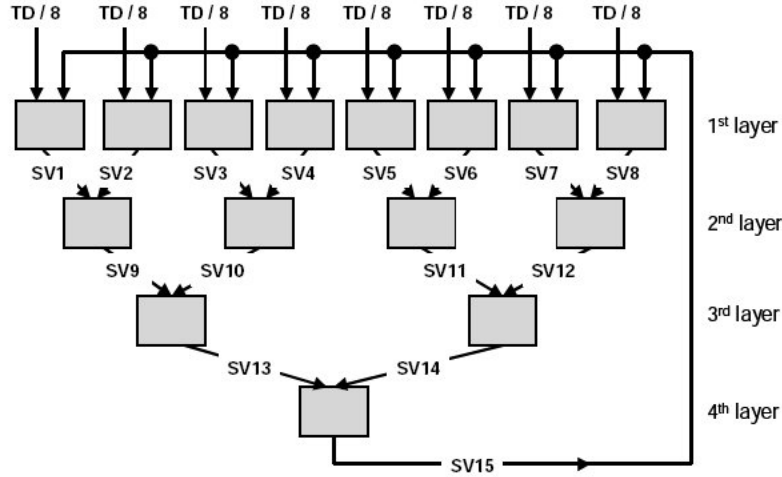 TD / 8 TD / 8 TD / 8 TD / 8 TD / 8 TD / 8 TD / 8 TD / 8
1st layer
SV1 SV2 SV3 SV4 SV5 SV6 SV7 SV8
2nd layer
SV9 SV10 SV11 SV12
3rd layer
SV13 SV14
4th layer
SV15